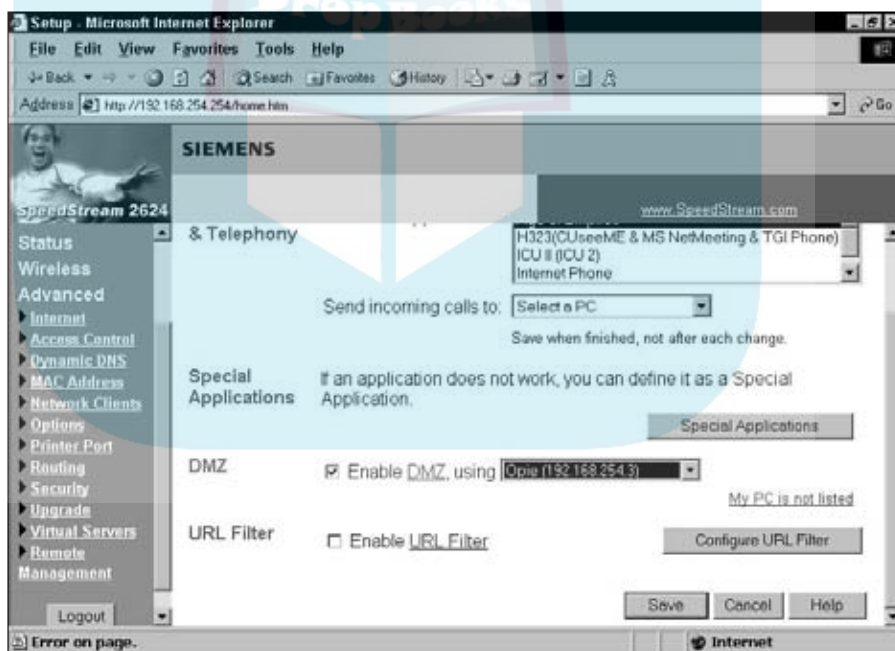 Prep Books
Setup - Microsoft Internet Explorer
File Edit View Favorites Tools Help
Back Search Favorites History
Address http://192.168.254.254/home.htm Go
SIEMENS
SpeedStream 2624
www.SpeedStream.com
Status
Wireless
Advanced
Internet
Access Control
Dynamic DNS
MAC Address
Network Clients
Options
Printer Port
Routing
Security
Upgrade
Virtual Servers
Remote
Management
Logout
& Telephony
H323(CUseeME & MS NetMeeting & TGI Phone)
ICU II (ICU 2)
Internet Phone
Send incoming calls to: Select a PC
Save when finished, not after each change.
Special
Applications
If an application does not work, you can define it as a Special
Application.
Special Applications
DMZ
Enable DMZ, using Opie (192.168.254.3)
My PC is not listed
URL Filter
Enable URL Filter
Configure URL Filter
Save Cancel Help
Error on page. Internet